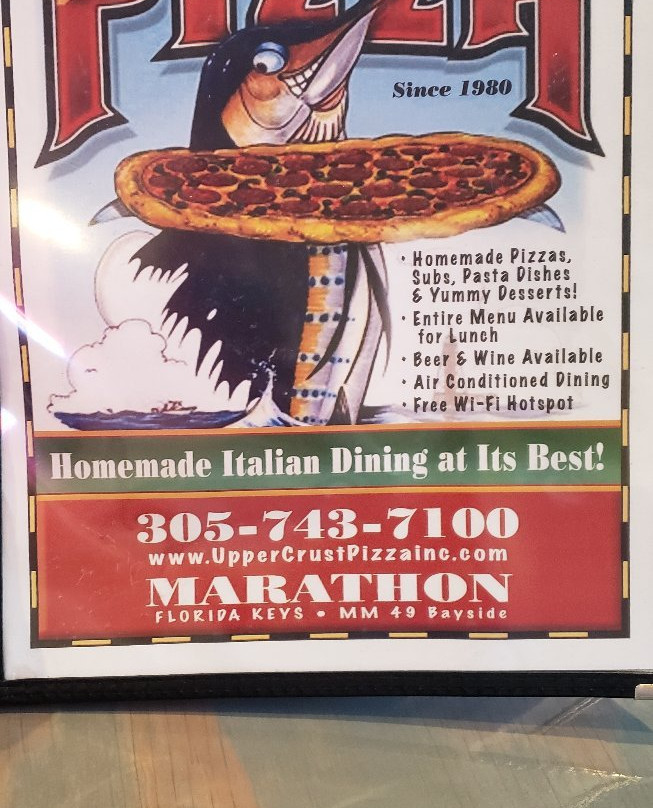 PIZZA
Since 1980
• Homemade Pizzas,
Subs, Pasta Dishes
& Yummy Desserts!
• Entire Menu Available
for Lunch
• Beer & Wine Available
• Air Conditioned Dining
• Free Wi-Fi Hotspot
Homemade Italian Dining at Its Best!
305-743-7100
www.UpperCrustPizzainc.com
MARATHON
FLORIDA KEYS • MM 49 Bayside